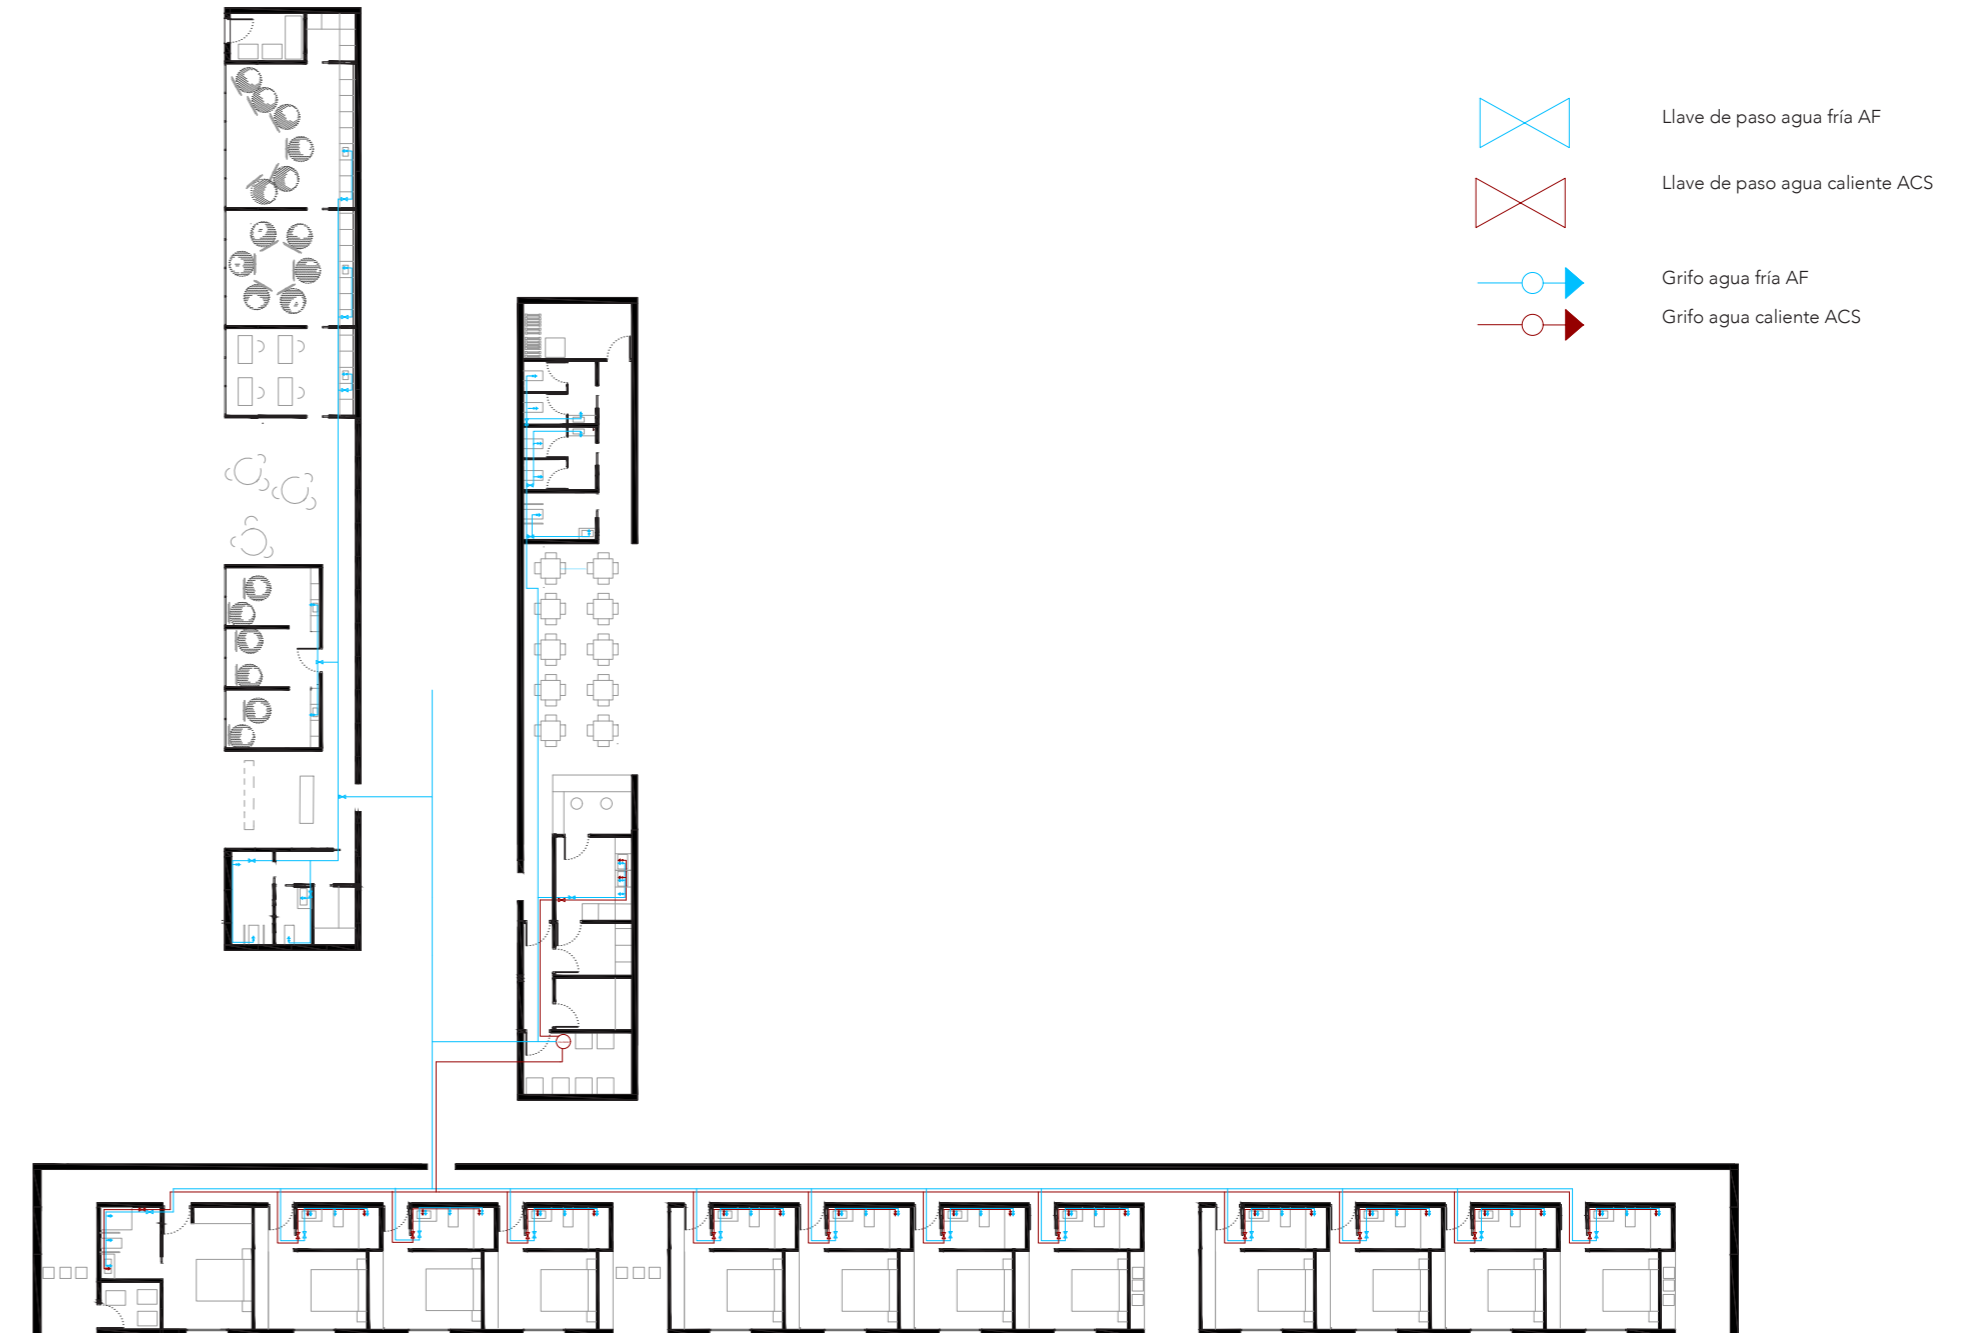 Llave de paso agua fría AF
Llave de paso agua caliente ACS
Grifo agua fría AF
Grifo agua caliente ACS